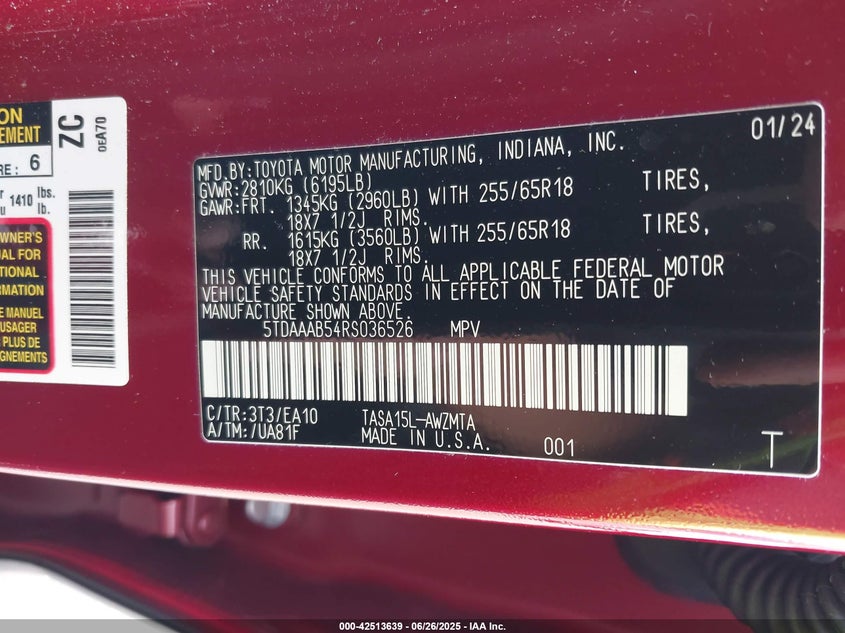 ON
EMENT
RE: 6
1410 lbs.
lb.
ZC
0EA70
WNER'S
UAL FOR
TIONAL
RMATION
E MANUEL
USAGER
PLUS DE
GNEMENTS
01/24
MFD.BY:TOYOTA MOTOR MANUFACTURING, INDIANA, INC.
GVWR:2810KG (6195LB)
GAWR:FRT. 1345KG (2960LB) WITH 255/65R18 TIRES,
18X7 1/2J RIMS.
RR. 1615KG (3560LB) WITH 255/65R18 TIRES,
18X7 1/2J RIMS.
THIS VEHICLE CONFORMS TO ALL APPLICABLE FEDERAL MOTOR
VEHICLE SAFETY STANDARDS IN EFFECT ON THE DATE OF
MANUFACTURE SHOWN ABOVE.
5TDAAAB54RS036526 MPV
C/TR:3T3/EA10 TASA15L-AWZMTA
A/TM:/UA81F MADE IN U.S.A. 001
T
000-42513639 - 06/26/2025 - IAA Inc.